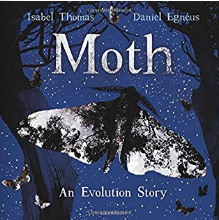 Isabel Thomas Daniel Egnéus
Moth
An Evolution Story